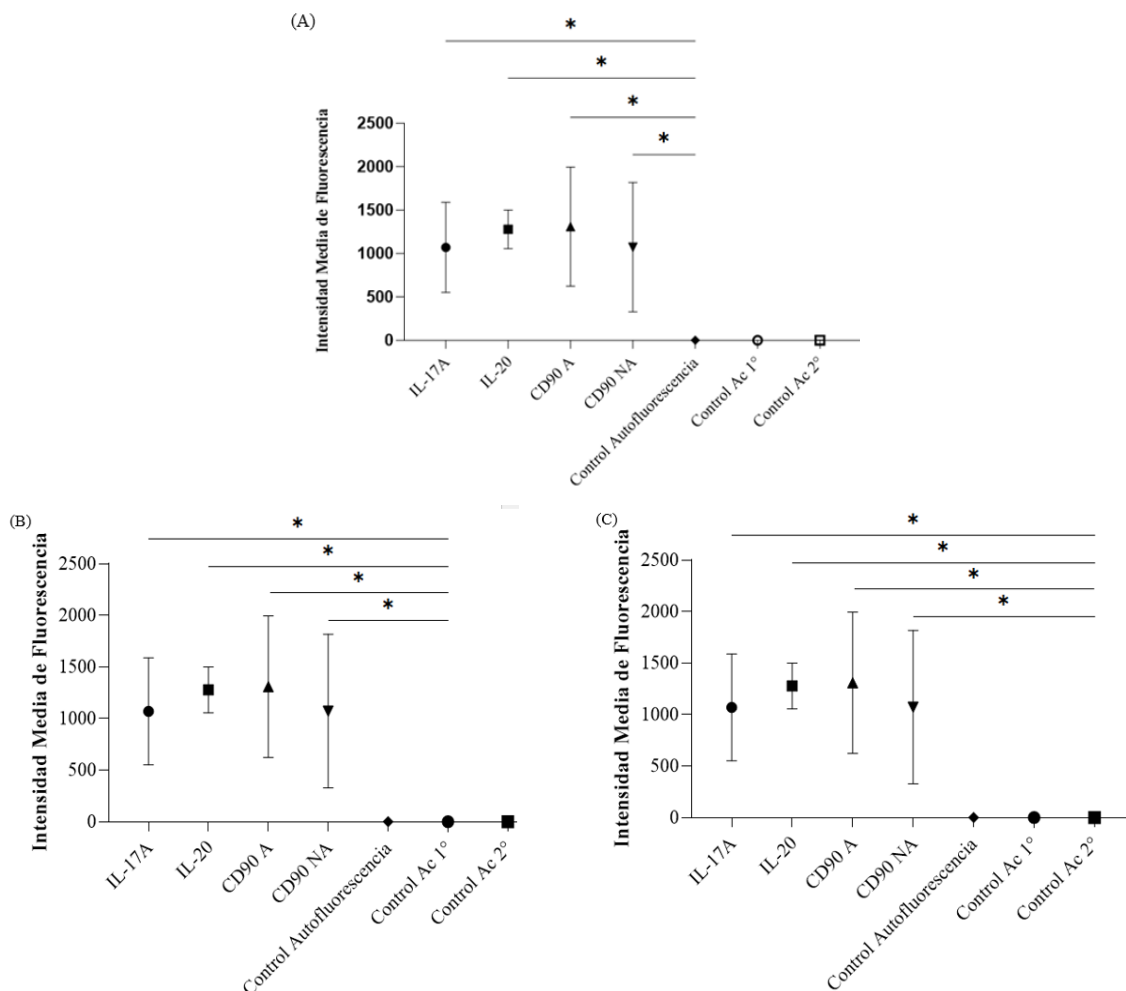 (A)
*
*
*
*
Intensidad Media de Fluorescencia
2500
2000
1500
1000
500
0
IL-17A
IL-20
CD90 A
CD90 NA
Control Autofluorescencia
Control Ac 1°
Control Ac 2°
(B)
*
*
*
*
Intensidad Media de Fluorescencia
2500
2000
1500
1000
500
0
IL-17A
IL-20
CD90 A
CD90 NA
Control Autofluorescencia
Control Ac 1°
Control Ac 2°
(C)
*
*
*
*
Intensidad Media de Fluorescencia
2500
2000
1500
1000
500
0
IL-17A
IL-20
CD90 A
CD90 NA
Control Autofluorescencia
Control Ac 1°
Control Ac 2°